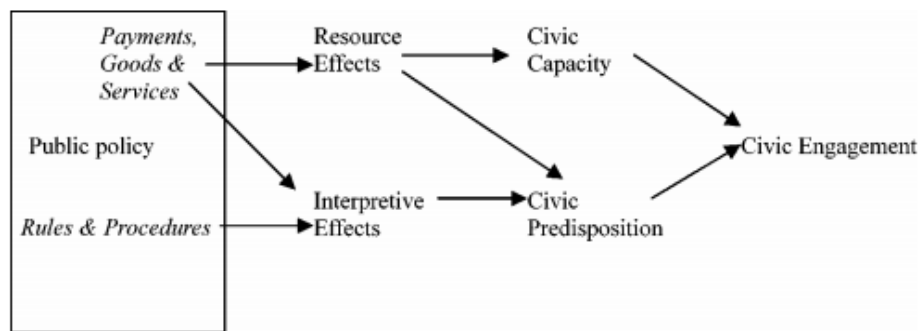 Payments,
Goods &
Services
Public policy
Rules & Procedures
Resource
Effects
Interpretive
Effects
Civic
Capacity
Civic
Predisposition
Civic Engagement